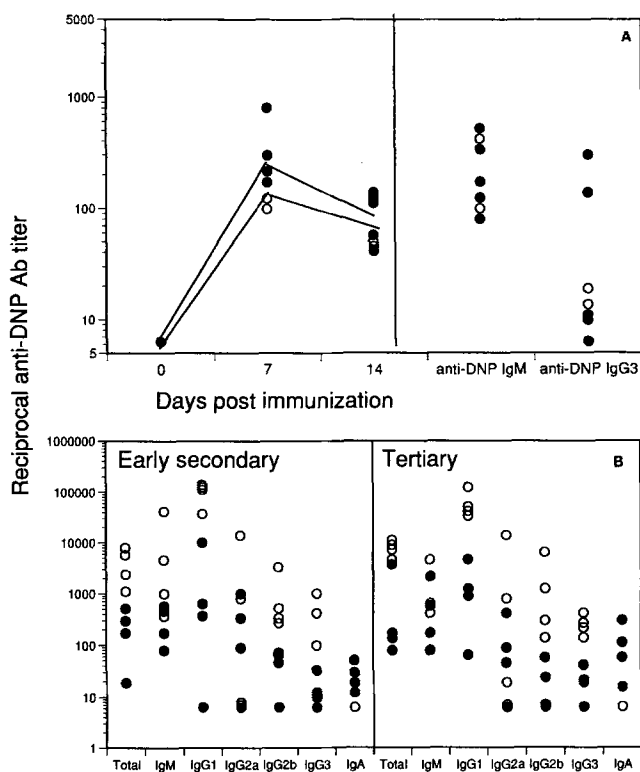 Reciprocal anti-DNP Ab titer
5000
1000
100
10
5
A
0
7
14
anti-DNP IgM
anti-DNP IgG3
Days post immunization
1000000
100000
10000
1000
100
10
1
Early secondary
Tertiary
B
Total IgM IgG1 IgG2a IgG2b IgG3 IgA
Total IgM IgG1 IgG2a IgG2b IgG3 IgA